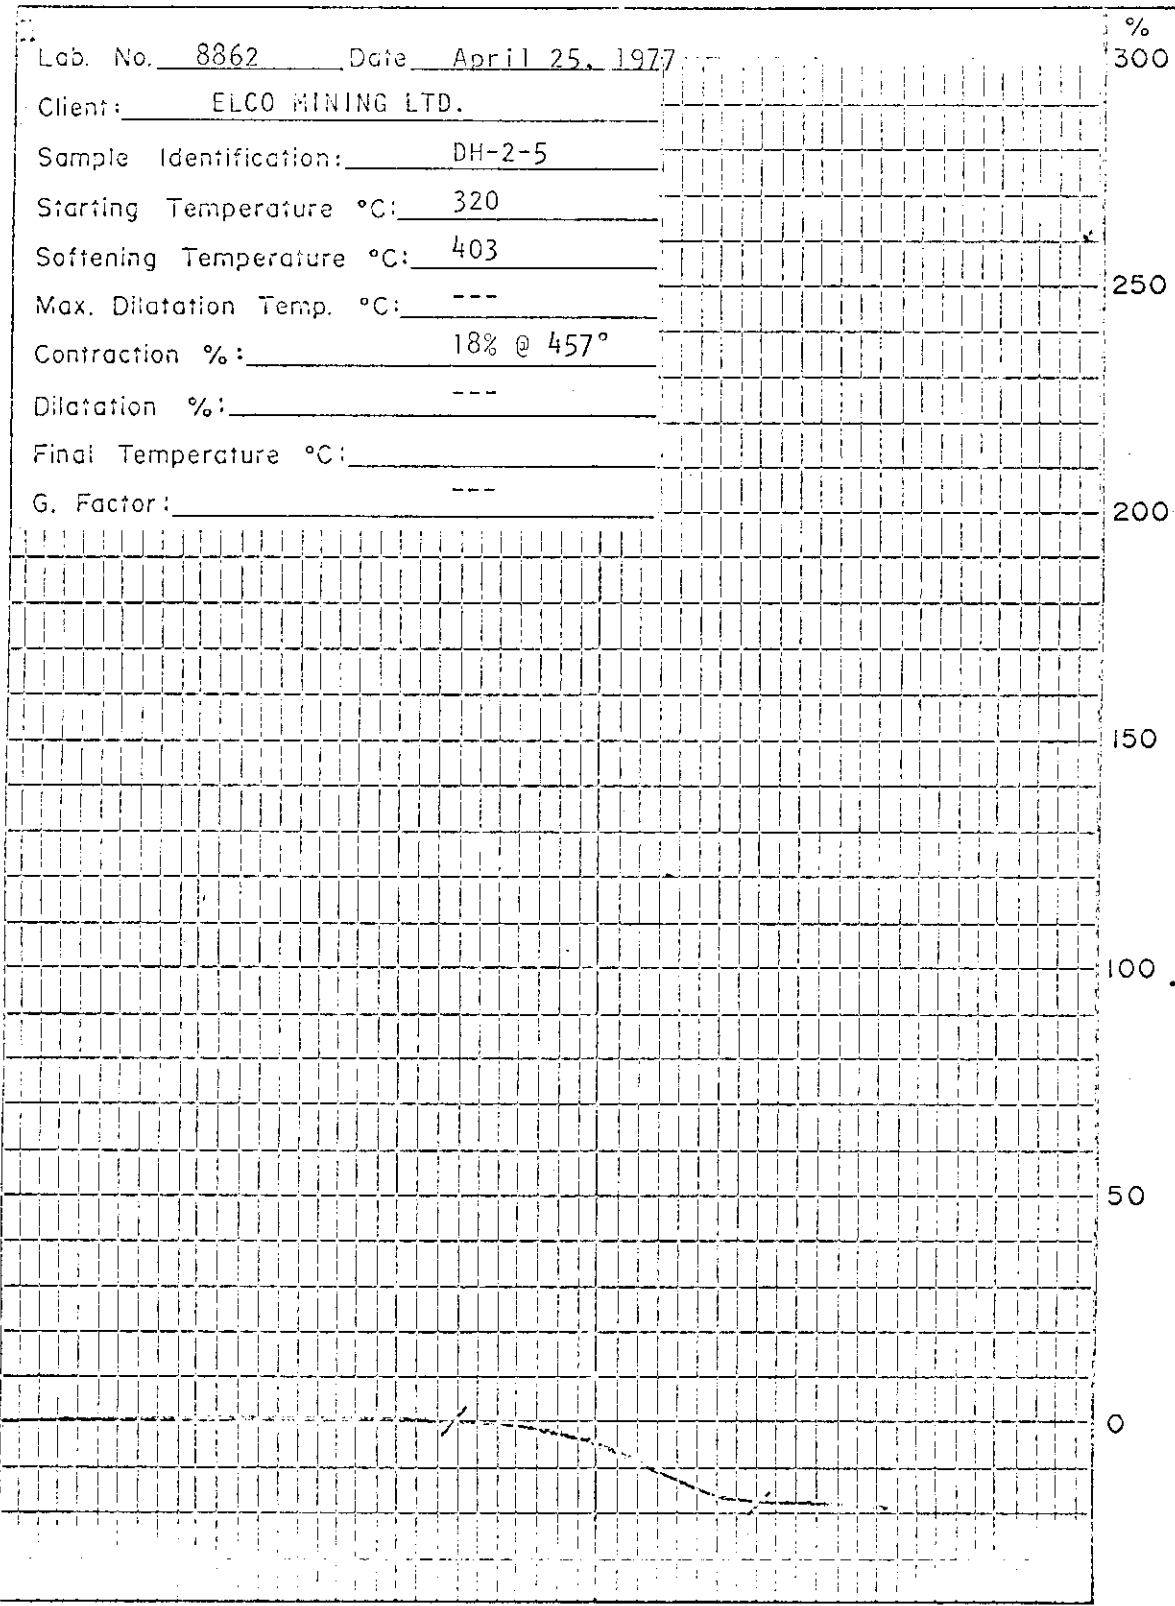 Lab. No. 8862 Date April 25, 1977
Client: ELCO MINING LTD.
Sample Identification: DH-2-5
Starting Temperature °C: 320
Softening Temperature °C: 403
Max. Dilatation Temp. °C: ---
Contraction %: 18% @ 457°
Dilatation %: ---
Final Temperature °C:
G. Factor: ---
%
300
250
200
150
100
50
0